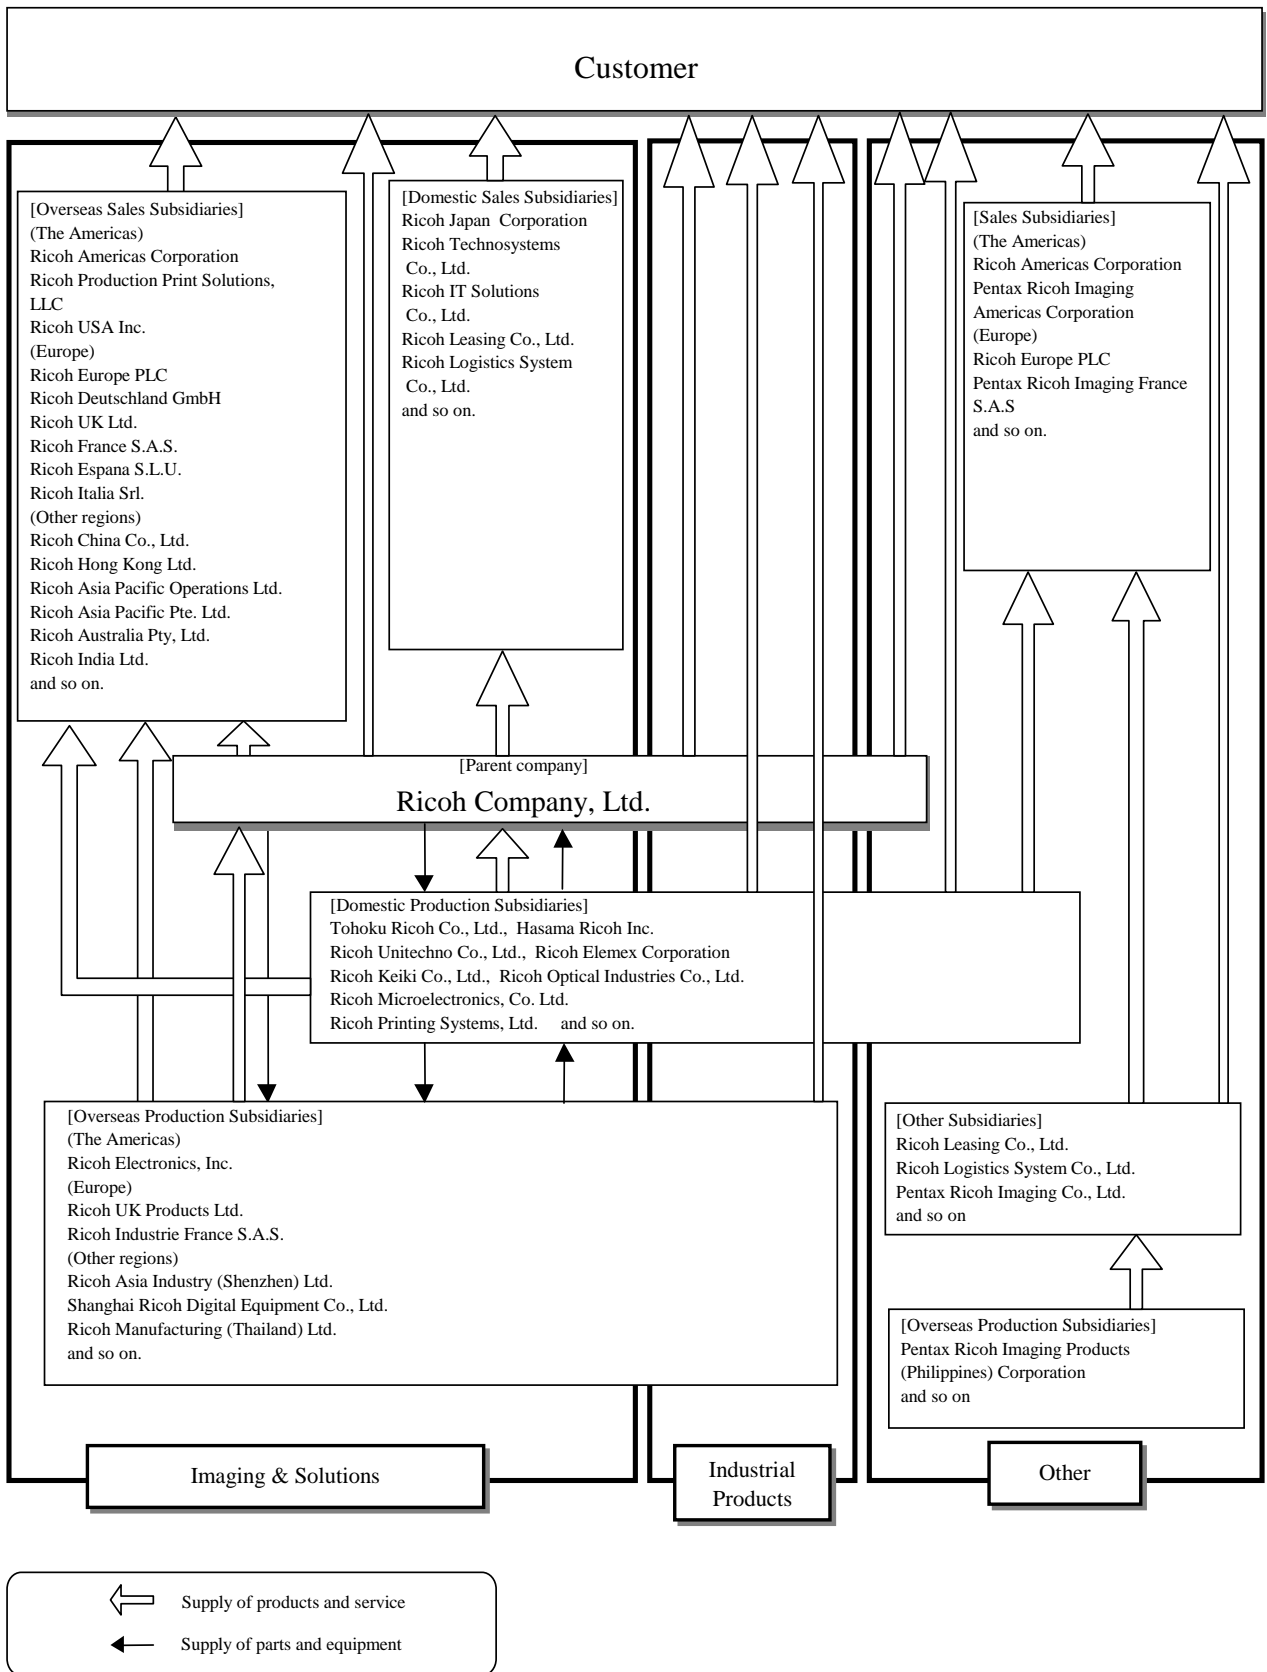 Customer
[Overseas Sales Subsidiaries]
(The Americas)
Ricoh Americas Corporation
Ricoh Production Print Solutions,
LLC
Ricoh USA Inc.
(Europe)
Ricoh Europe PLC
Ricoh Deutschland GmbH
Ricoh UK Ltd.
Ricoh France S.A.S.
Ricoh Espana S.L.U.
Ricoh Italia Srl.
(Other regions)
Ricoh China Co., Ltd.
Ricoh Hong Kong Ltd.
Ricoh Asia Pacific Operations Ltd.
Ricoh Asia Pacific Pte. Ltd.
Ricoh Australia Pty, Ltd.
Ricoh India Ltd.
and so on.
[Domestic Sales Subsidiaries]
Ricoh Japan Corporation
Ricoh Technosystems
Co., Ltd.
Ricoh IT Solutions
Co., Ltd.
Ricoh Leasing Co., Ltd.
Ricoh Logistics System
Co., Ltd.
and so on.
[Sales Subsidiaries]
(The Americas)
Ricoh Americas Corporation
Pentax Ricoh Imaging
Americas Corporation
(Europe)
Ricoh Europe PLC
Pentax Ricoh Imaging France
S.A.S
and so on.
[Parent company]
Ricoh Company, Ltd.
[Domestic Production Subsidiaries]
Tohoku Ricoh Co., Ltd., Hasama Ricoh Inc.
Ricoh Unitechno Co., Ltd., Ricoh Elemex Corporation
Ricoh Keiki Co., Ltd., Ricoh Optical Industries Co., Ltd.
Ricoh Microelectronics, Co. Ltd.
Ricoh Printing Systems, Ltd. and so on.
[Overseas Production Subsidiaries]
(The Americas)
Ricoh Electronics, Inc.
(Europe)
Ricoh UK Products Ltd.
Ricoh Industrie France S.A.S.
(Other regions)
Ricoh Asia Industry (Shenzhen) Ltd.
Shanghai Ricoh Digital Equipment Co., Ltd.
Ricoh Manufacturing (Thailand) Ltd.
and so on.
[Other Subsidiaries]
Ricoh Leasing Co., Ltd.
Ricoh Logistics System Co., Ltd.
Pentax Ricoh Imaging Co., Ltd.
and so on
[Overseas Production Subsidiaries]
Pentax Ricoh Imaging Products
(Philippines) Corporation
and so on
Imaging & Solutions
Industrial
Products
Other
Supply of products and service
Supply of parts and equipment